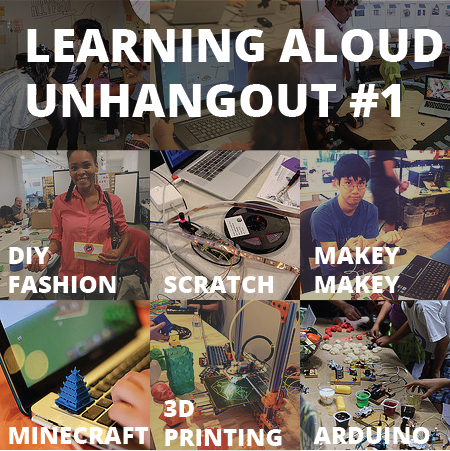 LEARNING ALOUD
UNHANGOUT #1
DIY
FASHION
SCRATCH
MAKEY
MAKEY
MINECRAFT
3D
PRINTING
ARDUINO